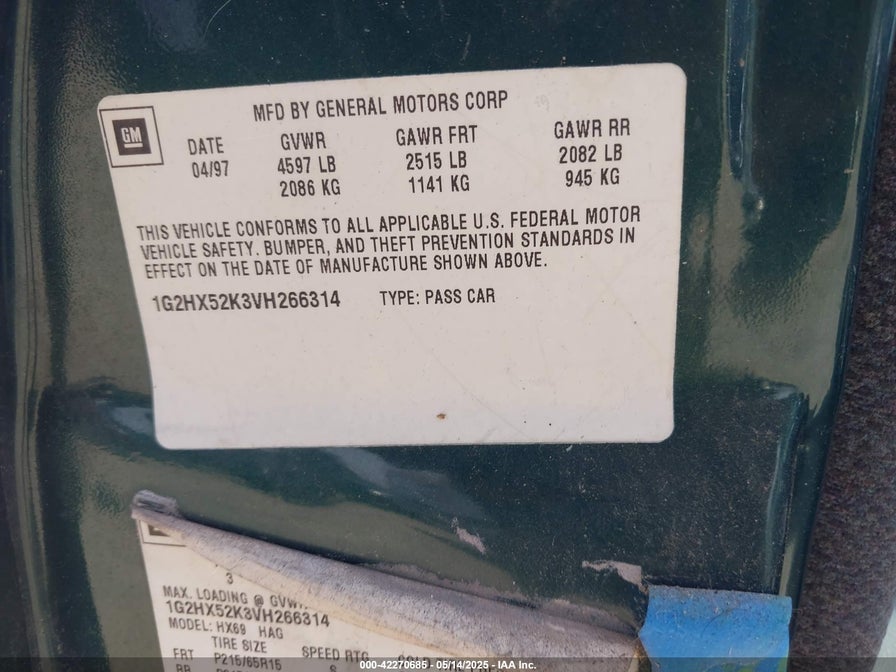 MFD BY GENERAL MOTORS CORP
GM
DATE GVWR GAWR FRT GAWR RR
04/97 4597 LB 2515 LB 2082 LB
2086 KG 1141 KG 945 KG
THIS VEHICLE CONFORMS TO ALL APPLICABLE U.S. FEDERAL MOTOR
VEHICLE SAFETY. BUMPER, AND THEFT PREVENTION STANDARDS IN
EFFECT ON THE DATE OF MANUFACTURE SHOWN ABOVE.
1G2HX52K3VH266314 TYPE: PASS CAR
3
MAX. LOADING @
1G2HX52K3VH266314
MODEL: HX69 HAG
TIRE SIZE SPEED RTG
FRT P215/65R15 S
RR
000-42270685 - 05/14/2025 - IAA Inc.